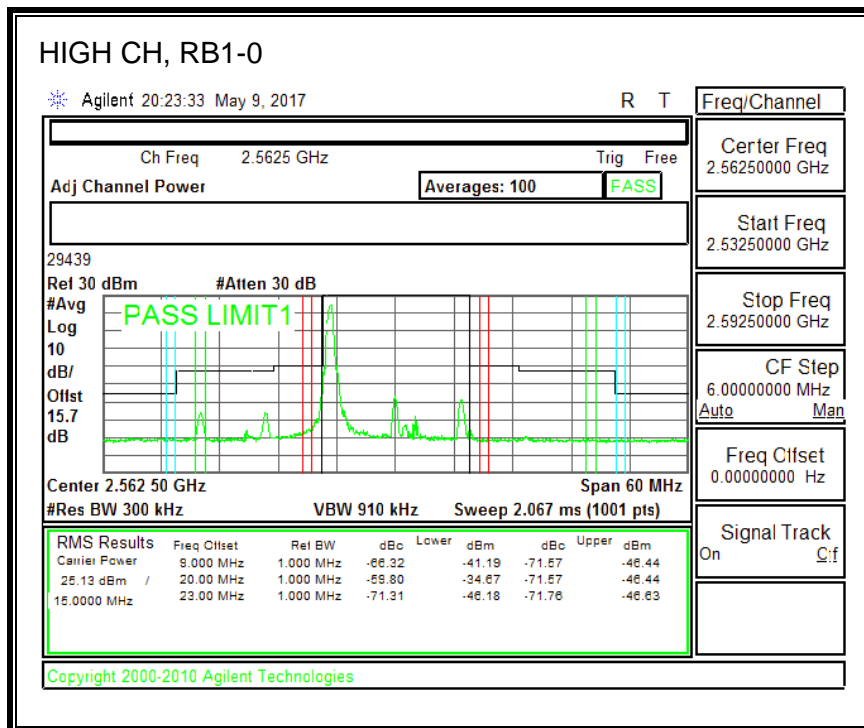 HIGH CH, RB1-0
Agilent 20:23:33 May 9, 2017 R T
Freq/Channel
Ch Freq 2.5625 GHz Trig Free
Adj Channel Power Averages: 100 PASS
Center Freq
2.56250000 GHz
Start Freq
2.53250000 GHz
29439
Ref 30 dBm #Atten 30 dB
#Avg
Log
10
dB/
Offst
15.7
dB
PASS LIMIT1
Stop Freq
2.59250000 GHz
CF Step
6.00000000 MHz
Auto Man
Freq Offset
0.00000000 Hz
Center 2.562 50 GHz Span 60 MHz
#Res BW 300 kHz VBW 910 kHz Sweep 2.067 ms (1001 pts)
Signal Track
On Off
RMS Results Freq Offset Ref BW dBc Lower dBm dBc Upper dBm
Carrier Power 9.000 MHz 1.000 MHz -66.32 -41.19 -71.57 -46.44
25.13 dBm / 20.00 MHz 1.000 MHz -59.80 -34.67 -71.57 -46.44
15.0000 MHz 23.00 MHz 1.000 MHz -71.31 -46.18 -71.76 -46.63
Copyright 2000-2010 Agilent Technologies